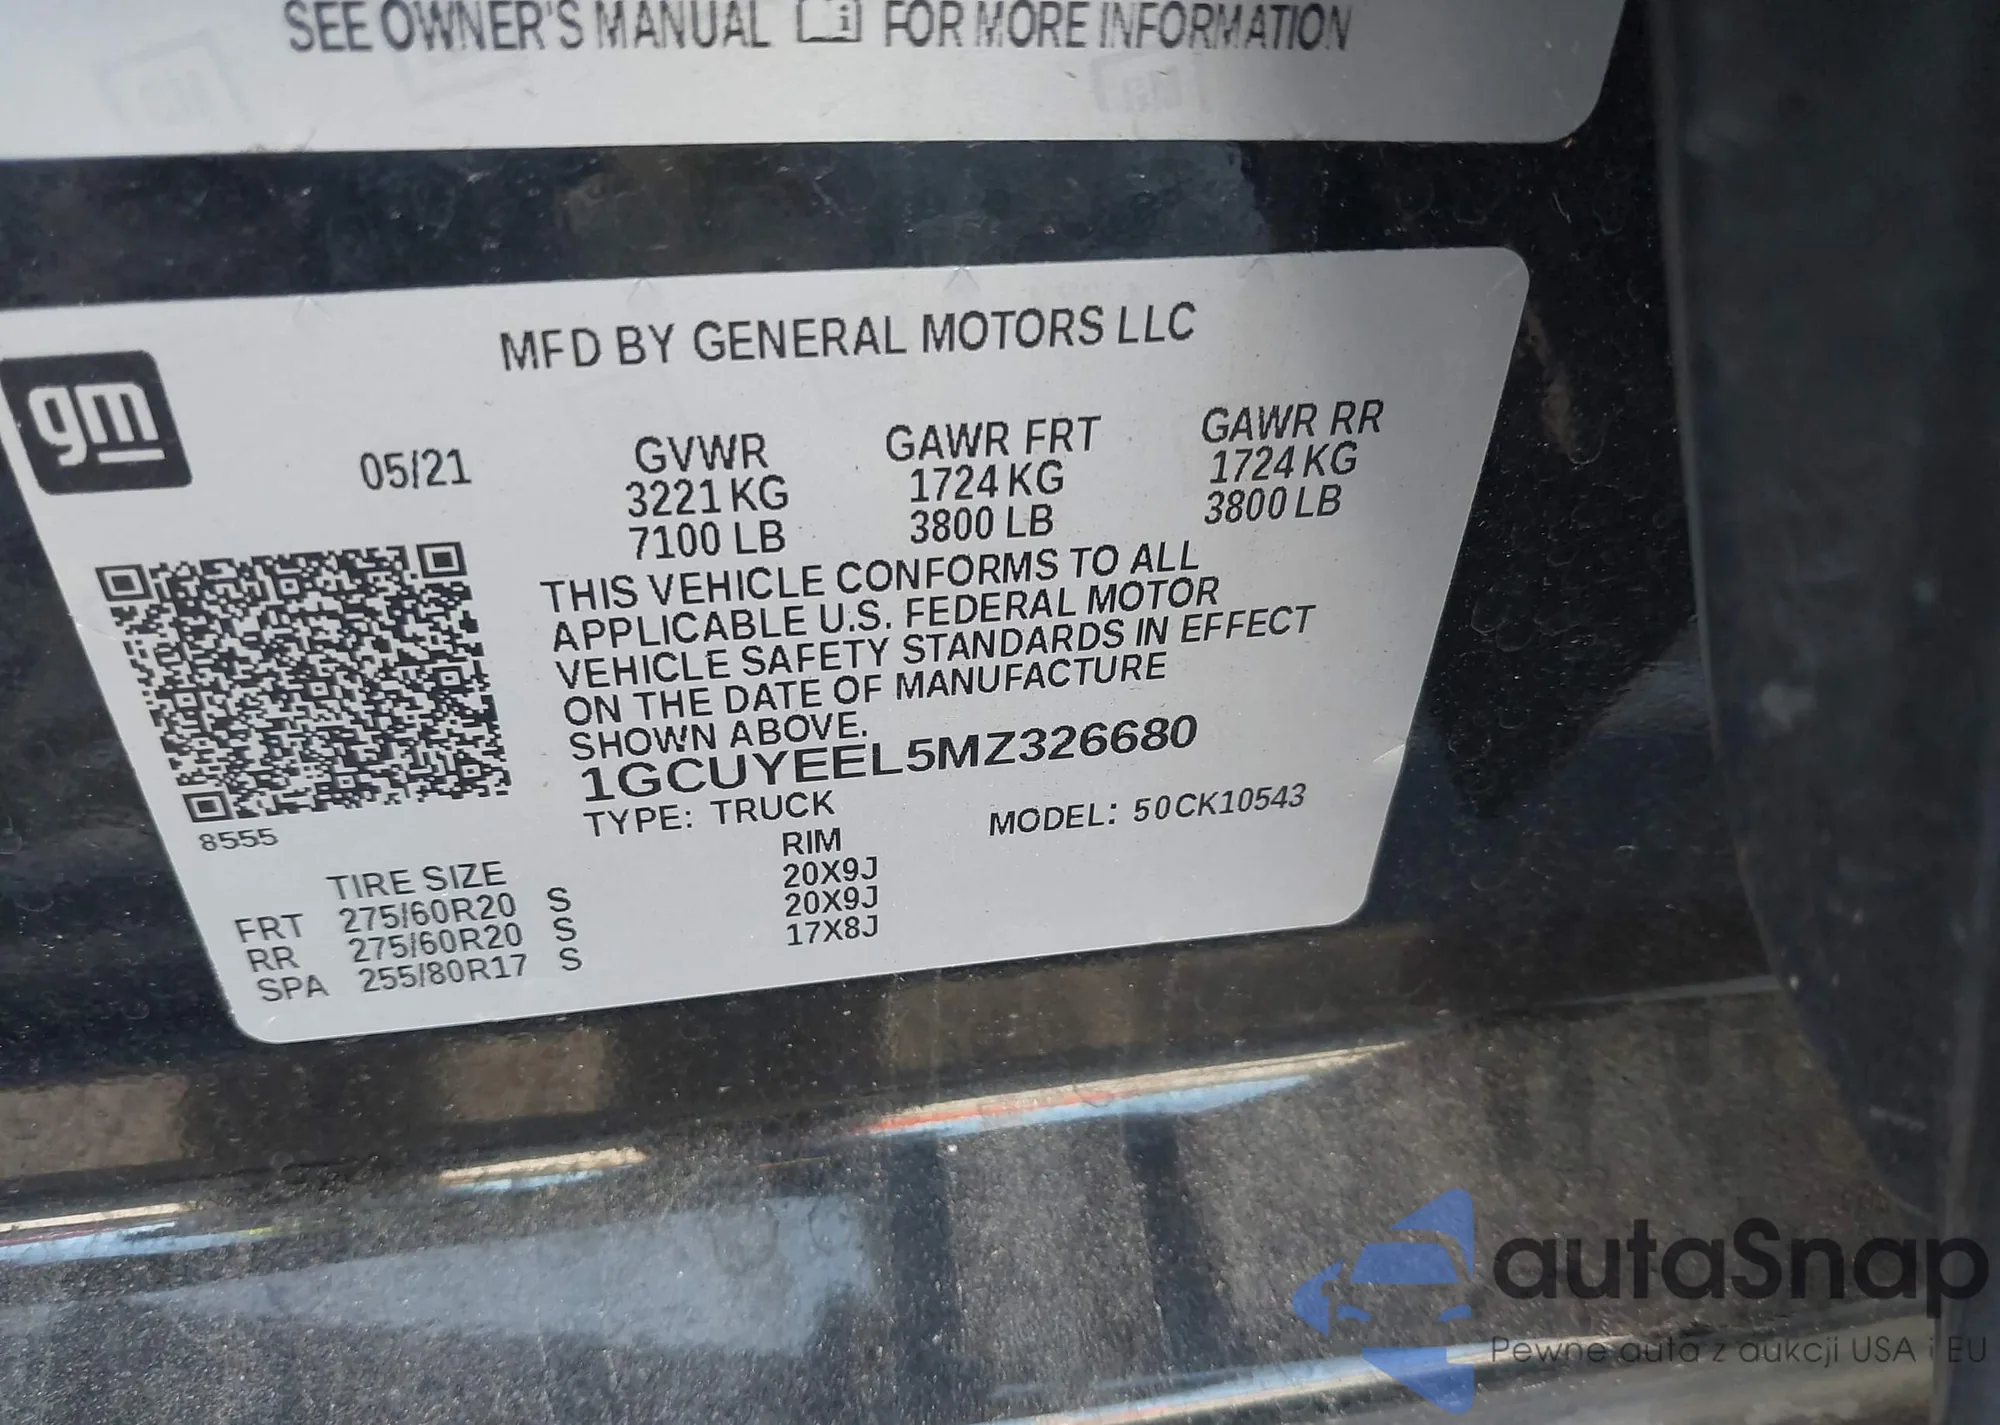 SEE OWNER'S MANUAL i FOR MORE INFORMATION
MFD BY GENERAL MOTORS LLC
gm
05/21
GVWR
3221 KG
7100 LB
GAWR FRT
1724 KG
3800 LB
GAWR RR
1724 KG
3800 LB
THIS VEHICLE CONFORMS TO ALL
APPLICABLE U.S. FEDERAL MOTOR
VEHICLE SAFETY STANDARDS IN EFFECT
ON THE DATE OF MANUFACTURE
SHOWN ABOVE.
1GCUYEEL5MZ326680
TYPE: TRUCK
MODEL: 50CK10543
8555
TIRE SIZE RIM
FRT 275/60R20 S 20X9J
RR 275/60R20 S 20X9J
SPA 255/80R17 S 17X8J
autaSnap
Pewne auta z aukcji USA i EU